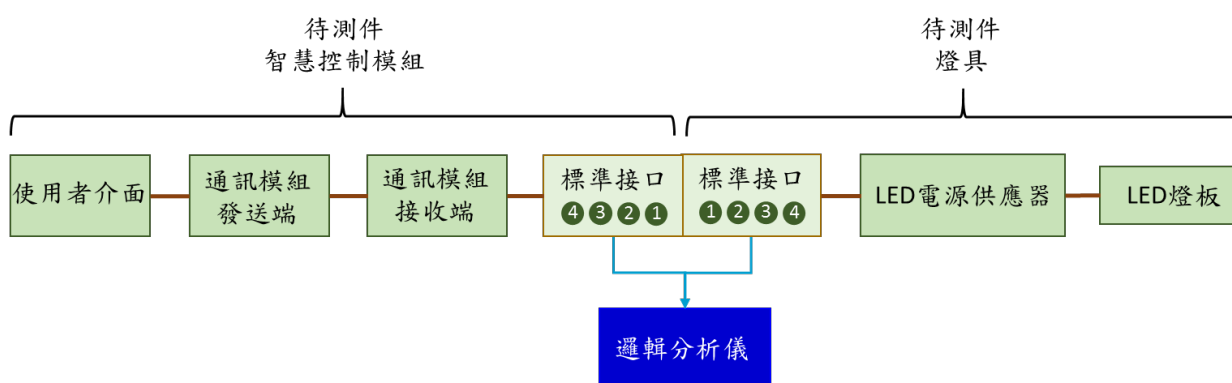 待測件
智慧控制模組
待測件
燈具
使用者介面
通訊模組
發送端
通訊模組
接收端
標準接口
4 3 2 1
標準接口
1 2 3 4
LED電源供應器
LED燈板
邏輯分析儀